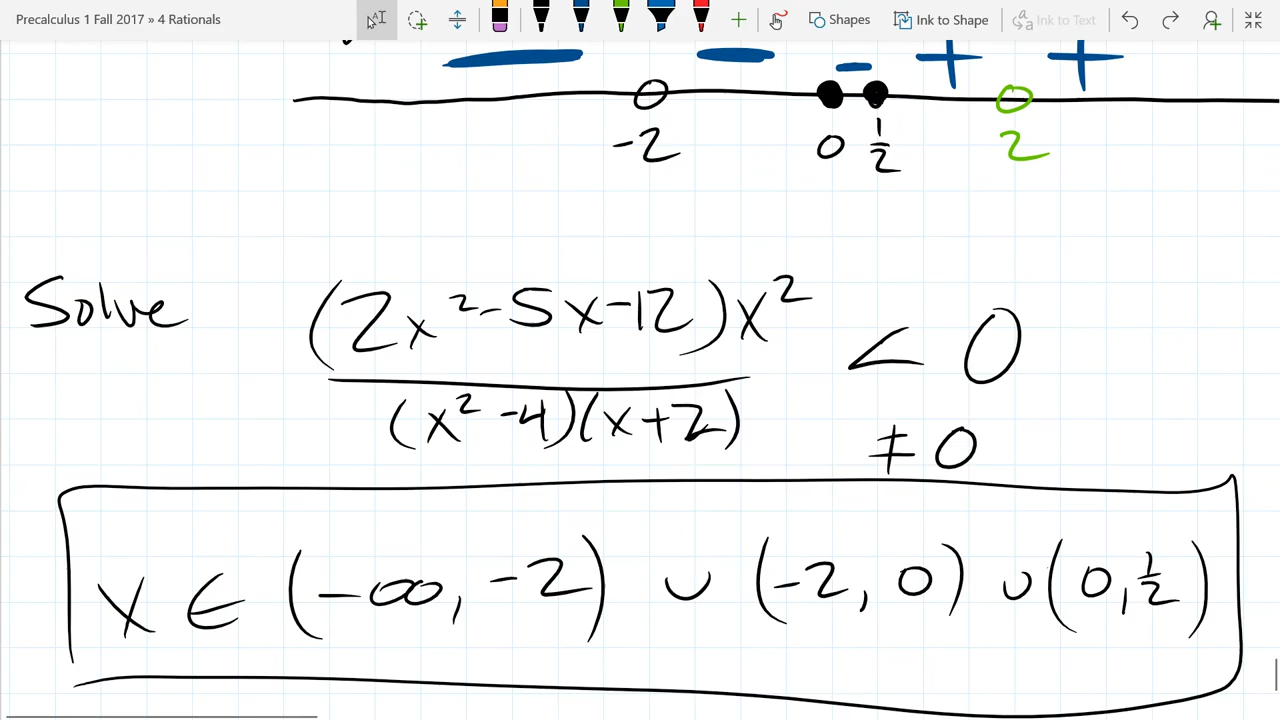 Precalculus 1 Fall 2017 » 4 Rationals
Shapes Ink to Shape Ink to Text
— — - + +
-2 0 1/2 2
Solve (2x²-5x-12)x² / (x²-4)(x+2) < 0
≠ 0
x ∈ (-∞, -2) ∪ (-2, 0) ∪ (0, 1/2)